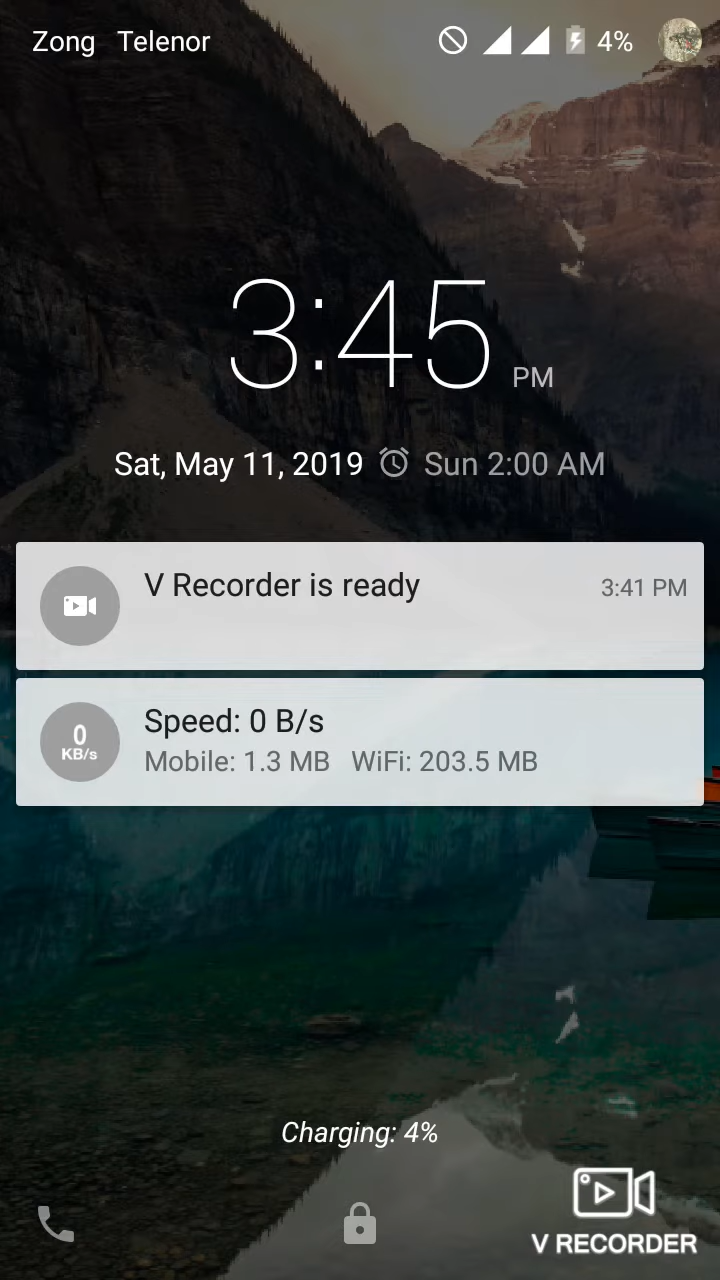 Zong Telenor 4%
3:45 PM
Sat, May 11, 2019 Sun 2:00 AM
V Recorder is ready 3:41 PM
0
KB/s
Speed: 0 B/s
Mobile: 1.3 MB WiFi: 203.5 MB
Charging: 4%
V RECORDER